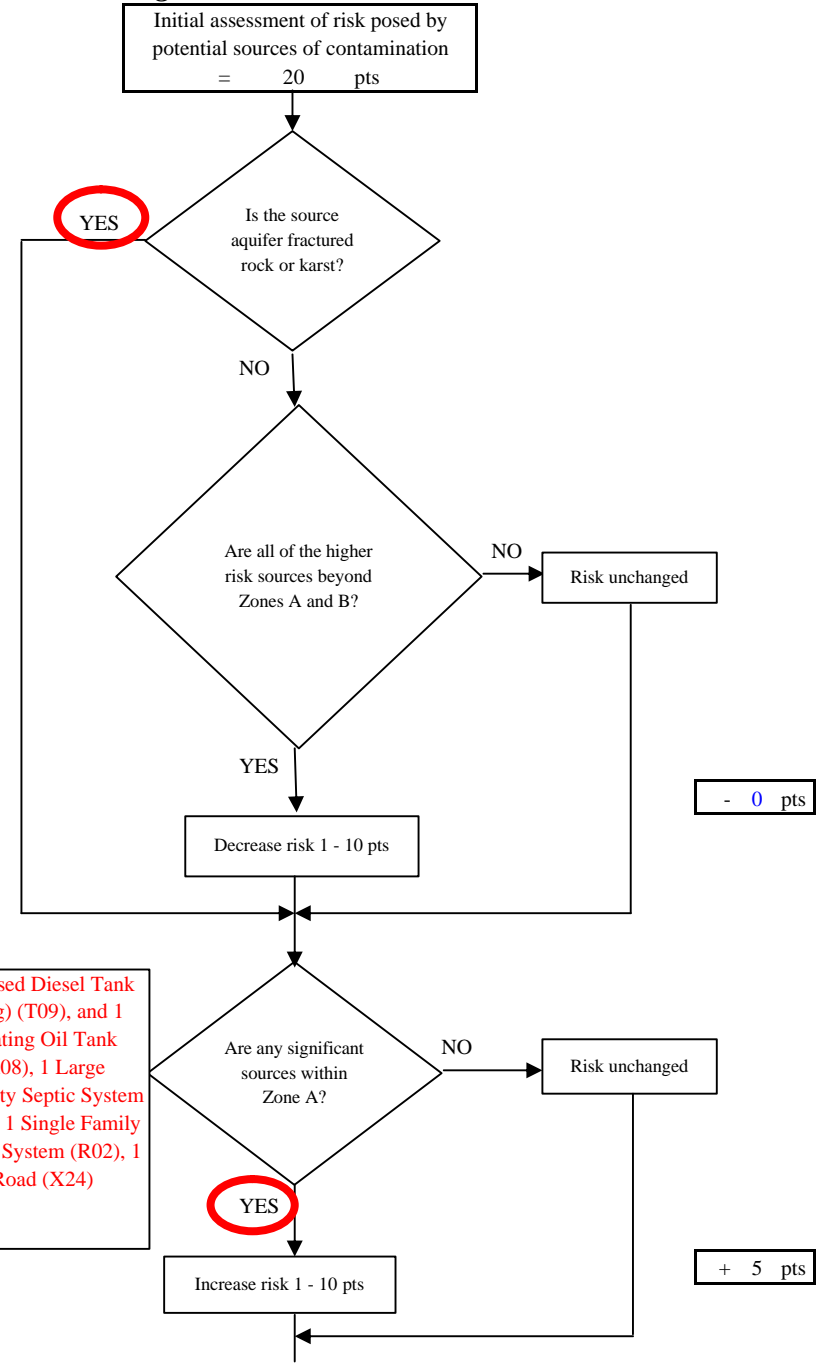 Initial assessment of risk posed by
potential sources of contamination
= 20 pts
YES
Is the source
aquifer fractured
rock or karst?
NO
Are all of the higher
risk sources beyond
Zones A and B?
NO
Risk unchanged
YES
- 0 pts
Decrease risk 1 - 10 pts
sed Diesel Tank
g) (T09), and 1
ting Oil Tank
08), 1 Large
ty Septic System
1 Single Family
System (R02), 1
Road (X24)
Are any significant
sources within
Zone A?
NO
Risk unchanged
YES
+ 5 pts
Increase risk 1 - 10 pts